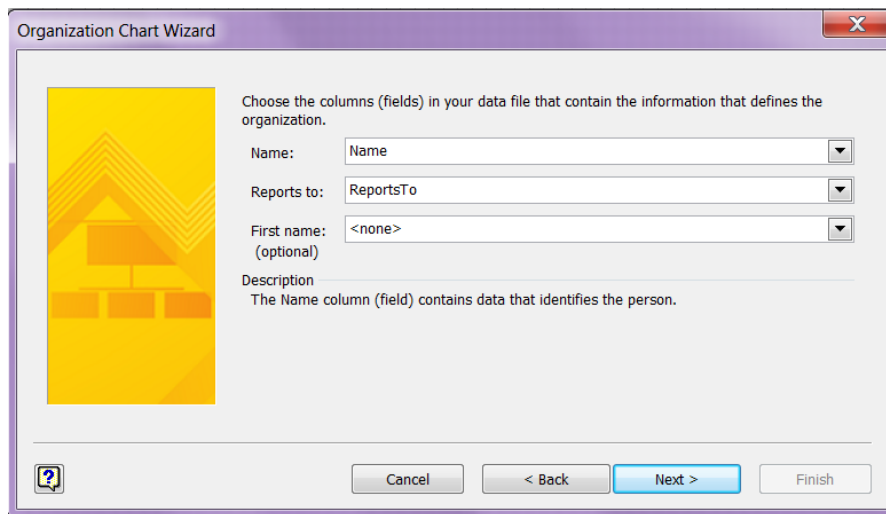 Organization Chart Wizard
X
Choose the columns (fields) in your data file that contain the information that defines the
organization.
Name: Name
Reports to: ReportsTo
First name: <none>
(optional)
Description
The Name column (field) contains data that identifies the person.
? Cancel < Back Next > Finish